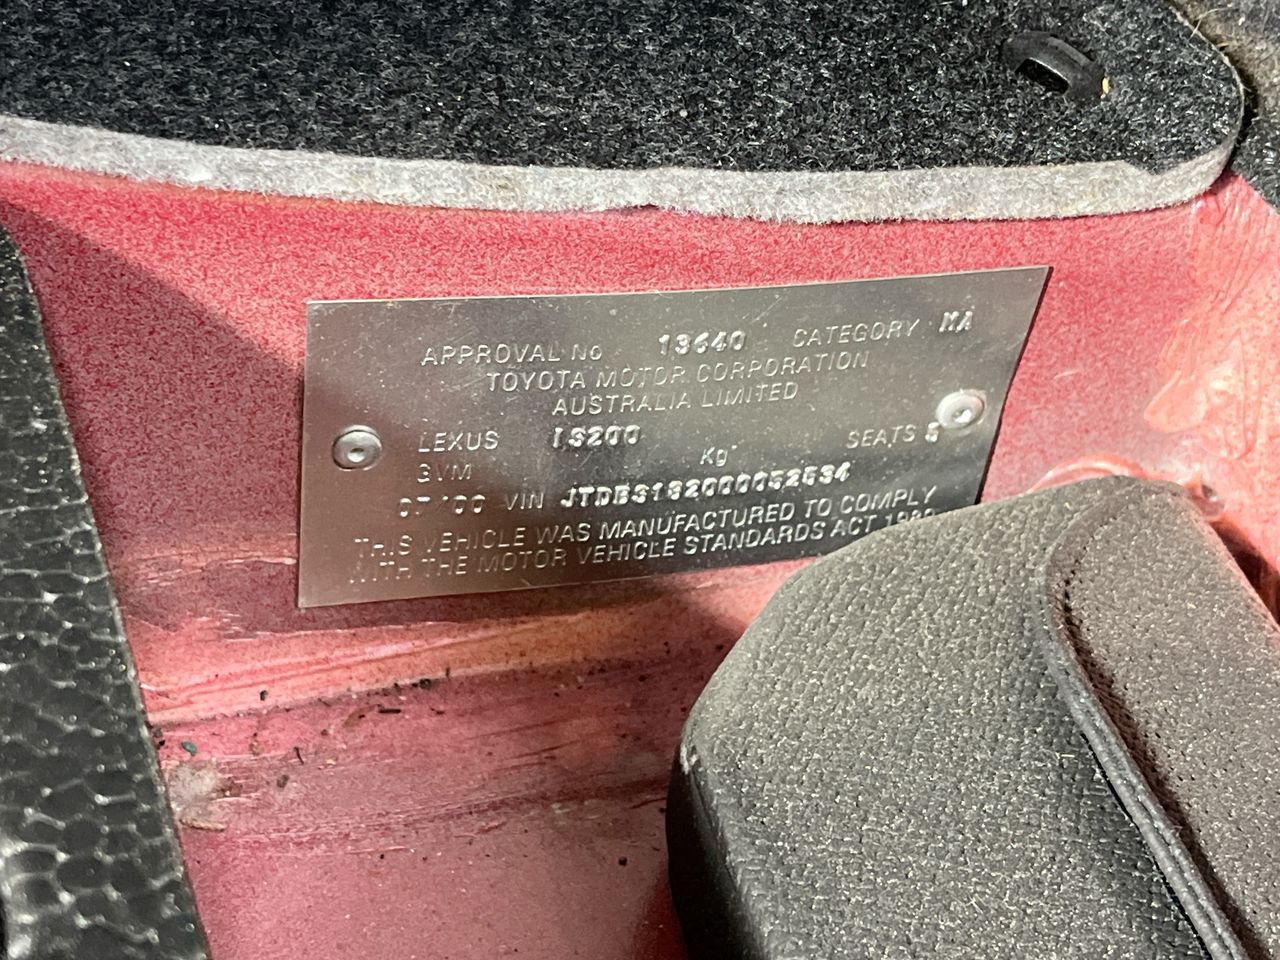 APPROVAL No 13640 CATEGORY MA
TOYOTA MOTOR CORPORATION
AUSTRALIA LIMITED
LEXUS IS200 SEATS 5
GVM Kg
07/00 VIN
THIS VEHICLE WAS MANUFACTURED TO COMPLY
WITH THE MOTOR VEHICLE STANDARDS ACT